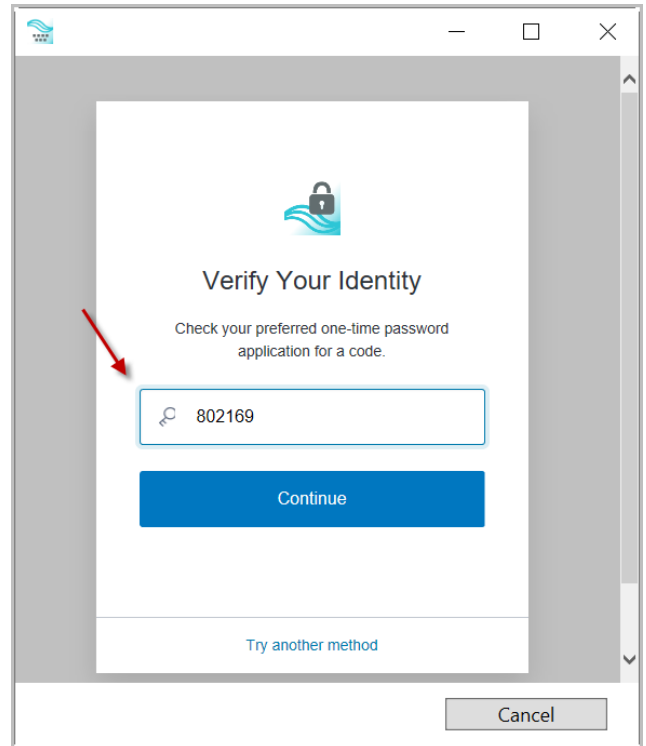 Verify Your Identity
Check your preferred one-time password
application for a code.
802169
Continue
Try another method
Cancel